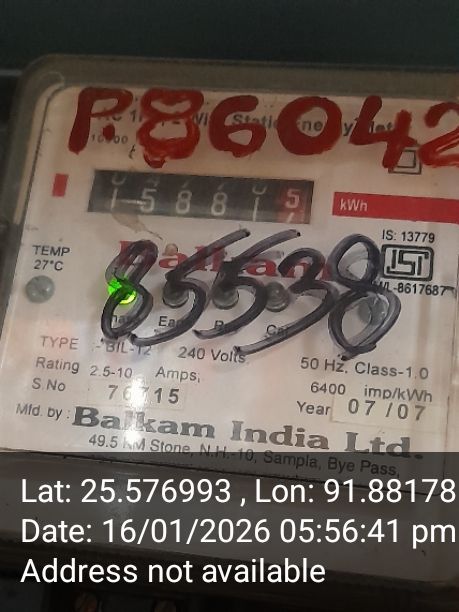 P.86042
kWh
IS: 13779
TEMP
27°C
85538
TYPE - BIL-12 240 Volts, 50 Hz, Class-1.0
Rating 2.5-10 Amps, 6400 imp/kWh
S.No Year 07/07
Mfd. by : Balkam India Ltd.
49.5 KM Stone, N.H.-10, Sampla, Bye Pass,
Lat: 25.576993 , Lon: 91.88178
Date: 16/01/2026 05:56:41 pm
Address not available